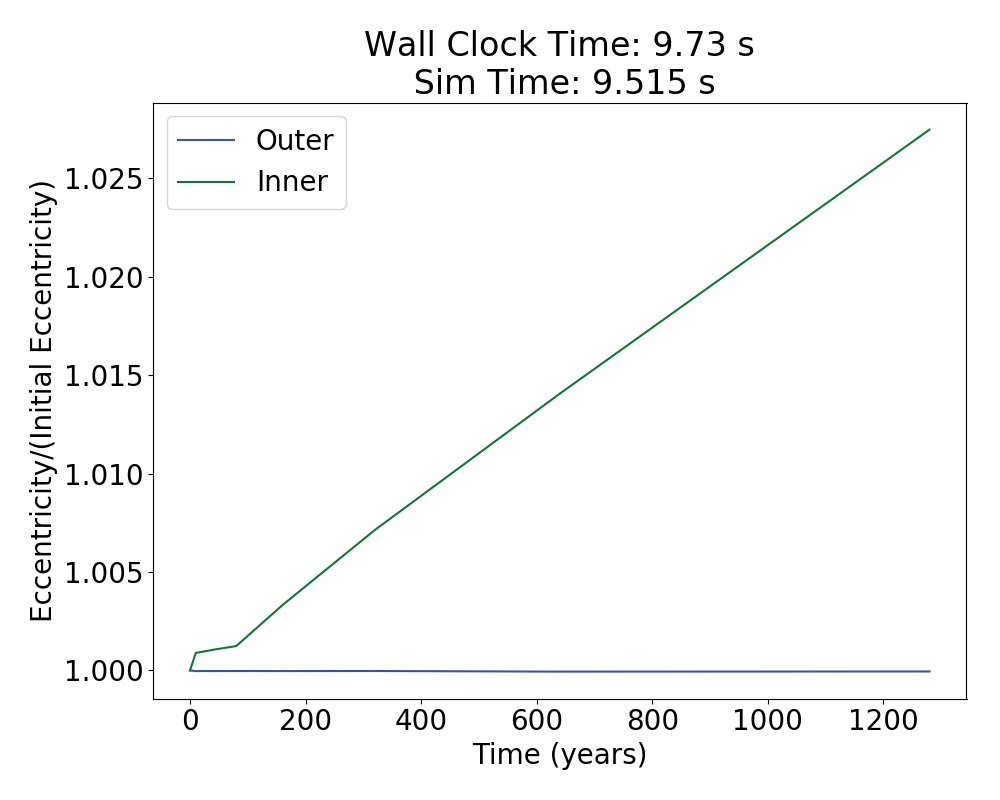 Wall Clock Time: 9.73 s
Sim Time: 9.515 s
Outer
Inner
Eccentricity/(Initial Eccentricity)
1.025
1.020
1.015
1.010
1.005
1.000
0
200
400
600
800
1000
1200
Time (years)